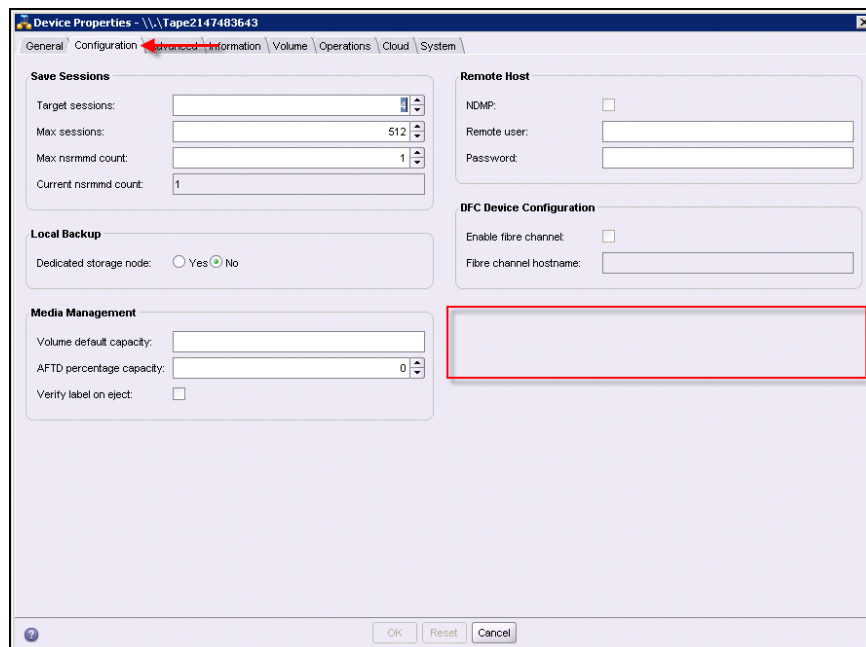 Device Properties - \\.\Tape2147483643
General Configuration Advanced Information Volume Operations Cloud System
Save Sessions
Target sessions: 4
Max sessions: 512
Max nsrmmd count: 1
Current nsrmmd count: 1
Local Backup
Dedicated storage node: Yes No
Media Management
Volume default capacity:
AFTD percentage capacity: 0
Verify label on eject:
Remote Host
NDMP:
Remote user:
Password:
DFC Device Configuration
Enable fibre channel:
Fibre channel hostname:
OK Reset Cancel